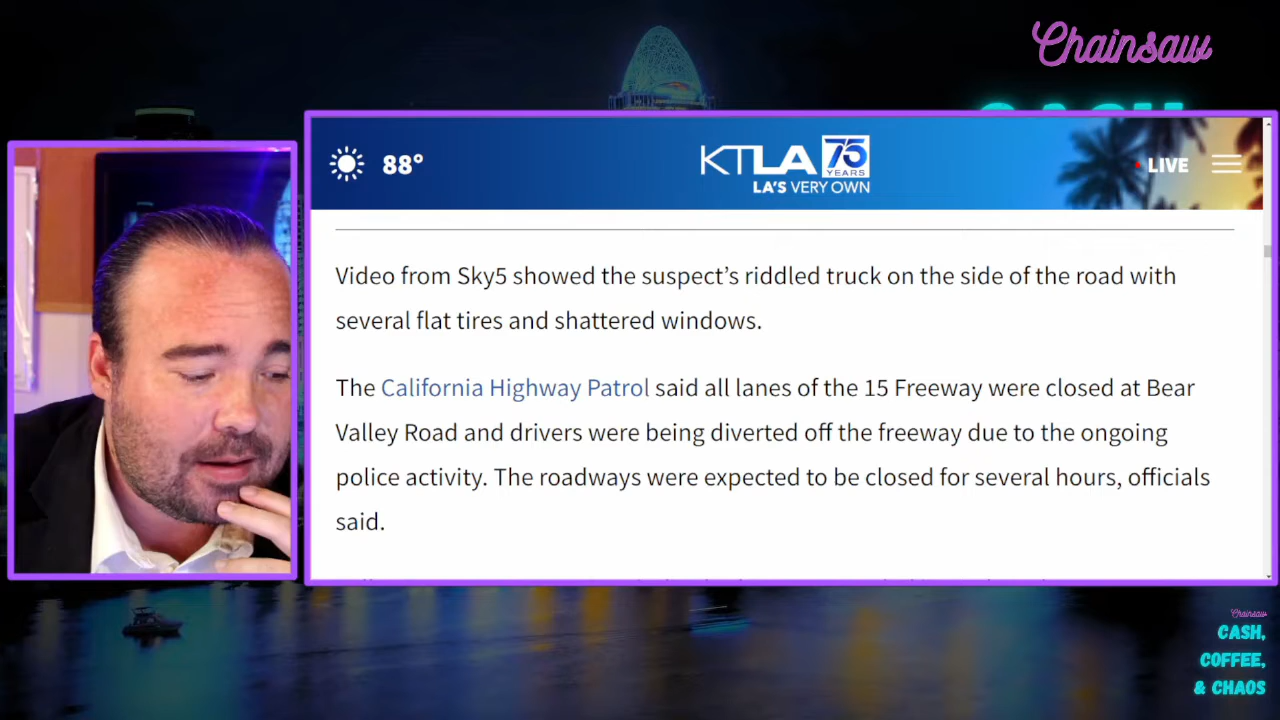 Chainsaw
CASH
88°
KTLA 75
YEARS
LA'S VERY OWN
LIVE
Video from Sky5 showed the suspect’s riddled truck on the side of the road with
several flat tires and shattered windows.
The California Highway Patrol said all lanes of the 15 Freeway were closed at Bear
Valley Road and drivers were being diverted off the freeway due to the ongoing
police activity. The roadways were expected to be closed for several hours, officials
said.
Chainsaw
CASH,
COFFEE,
& CHAOS